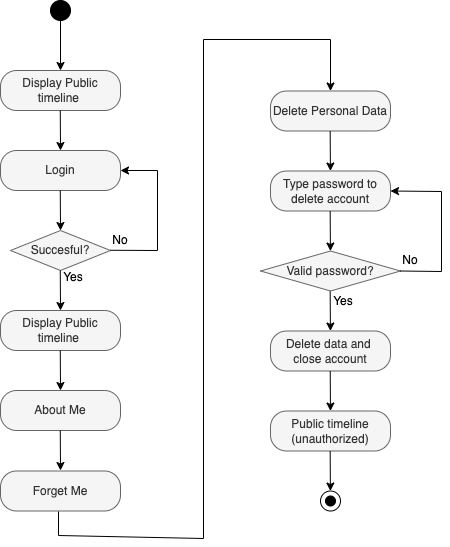 Display Public
timeline
Login
Succesful?
No
Yes
Display Public
timeline
About Me
Forget Me
Delete Personal Data
Type password to
delete account
Valid password?
No
Yes
Delete data and
close account
Public timeline
(unauthorized)